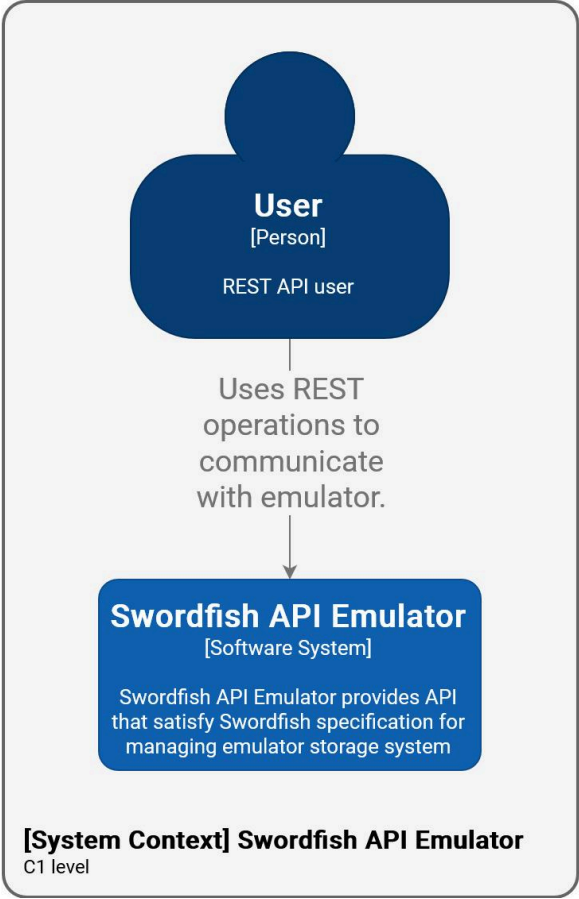 User
[Person]
REST API user
Uses REST
operations to
communicate
with emulator.
Swordfish API Emulator
[Software System]
Swordfish API Emulator provides API
that satisfy Swordfish specification for
managing emulator storage system
[System Context] Swordfish API Emulator
C1 level